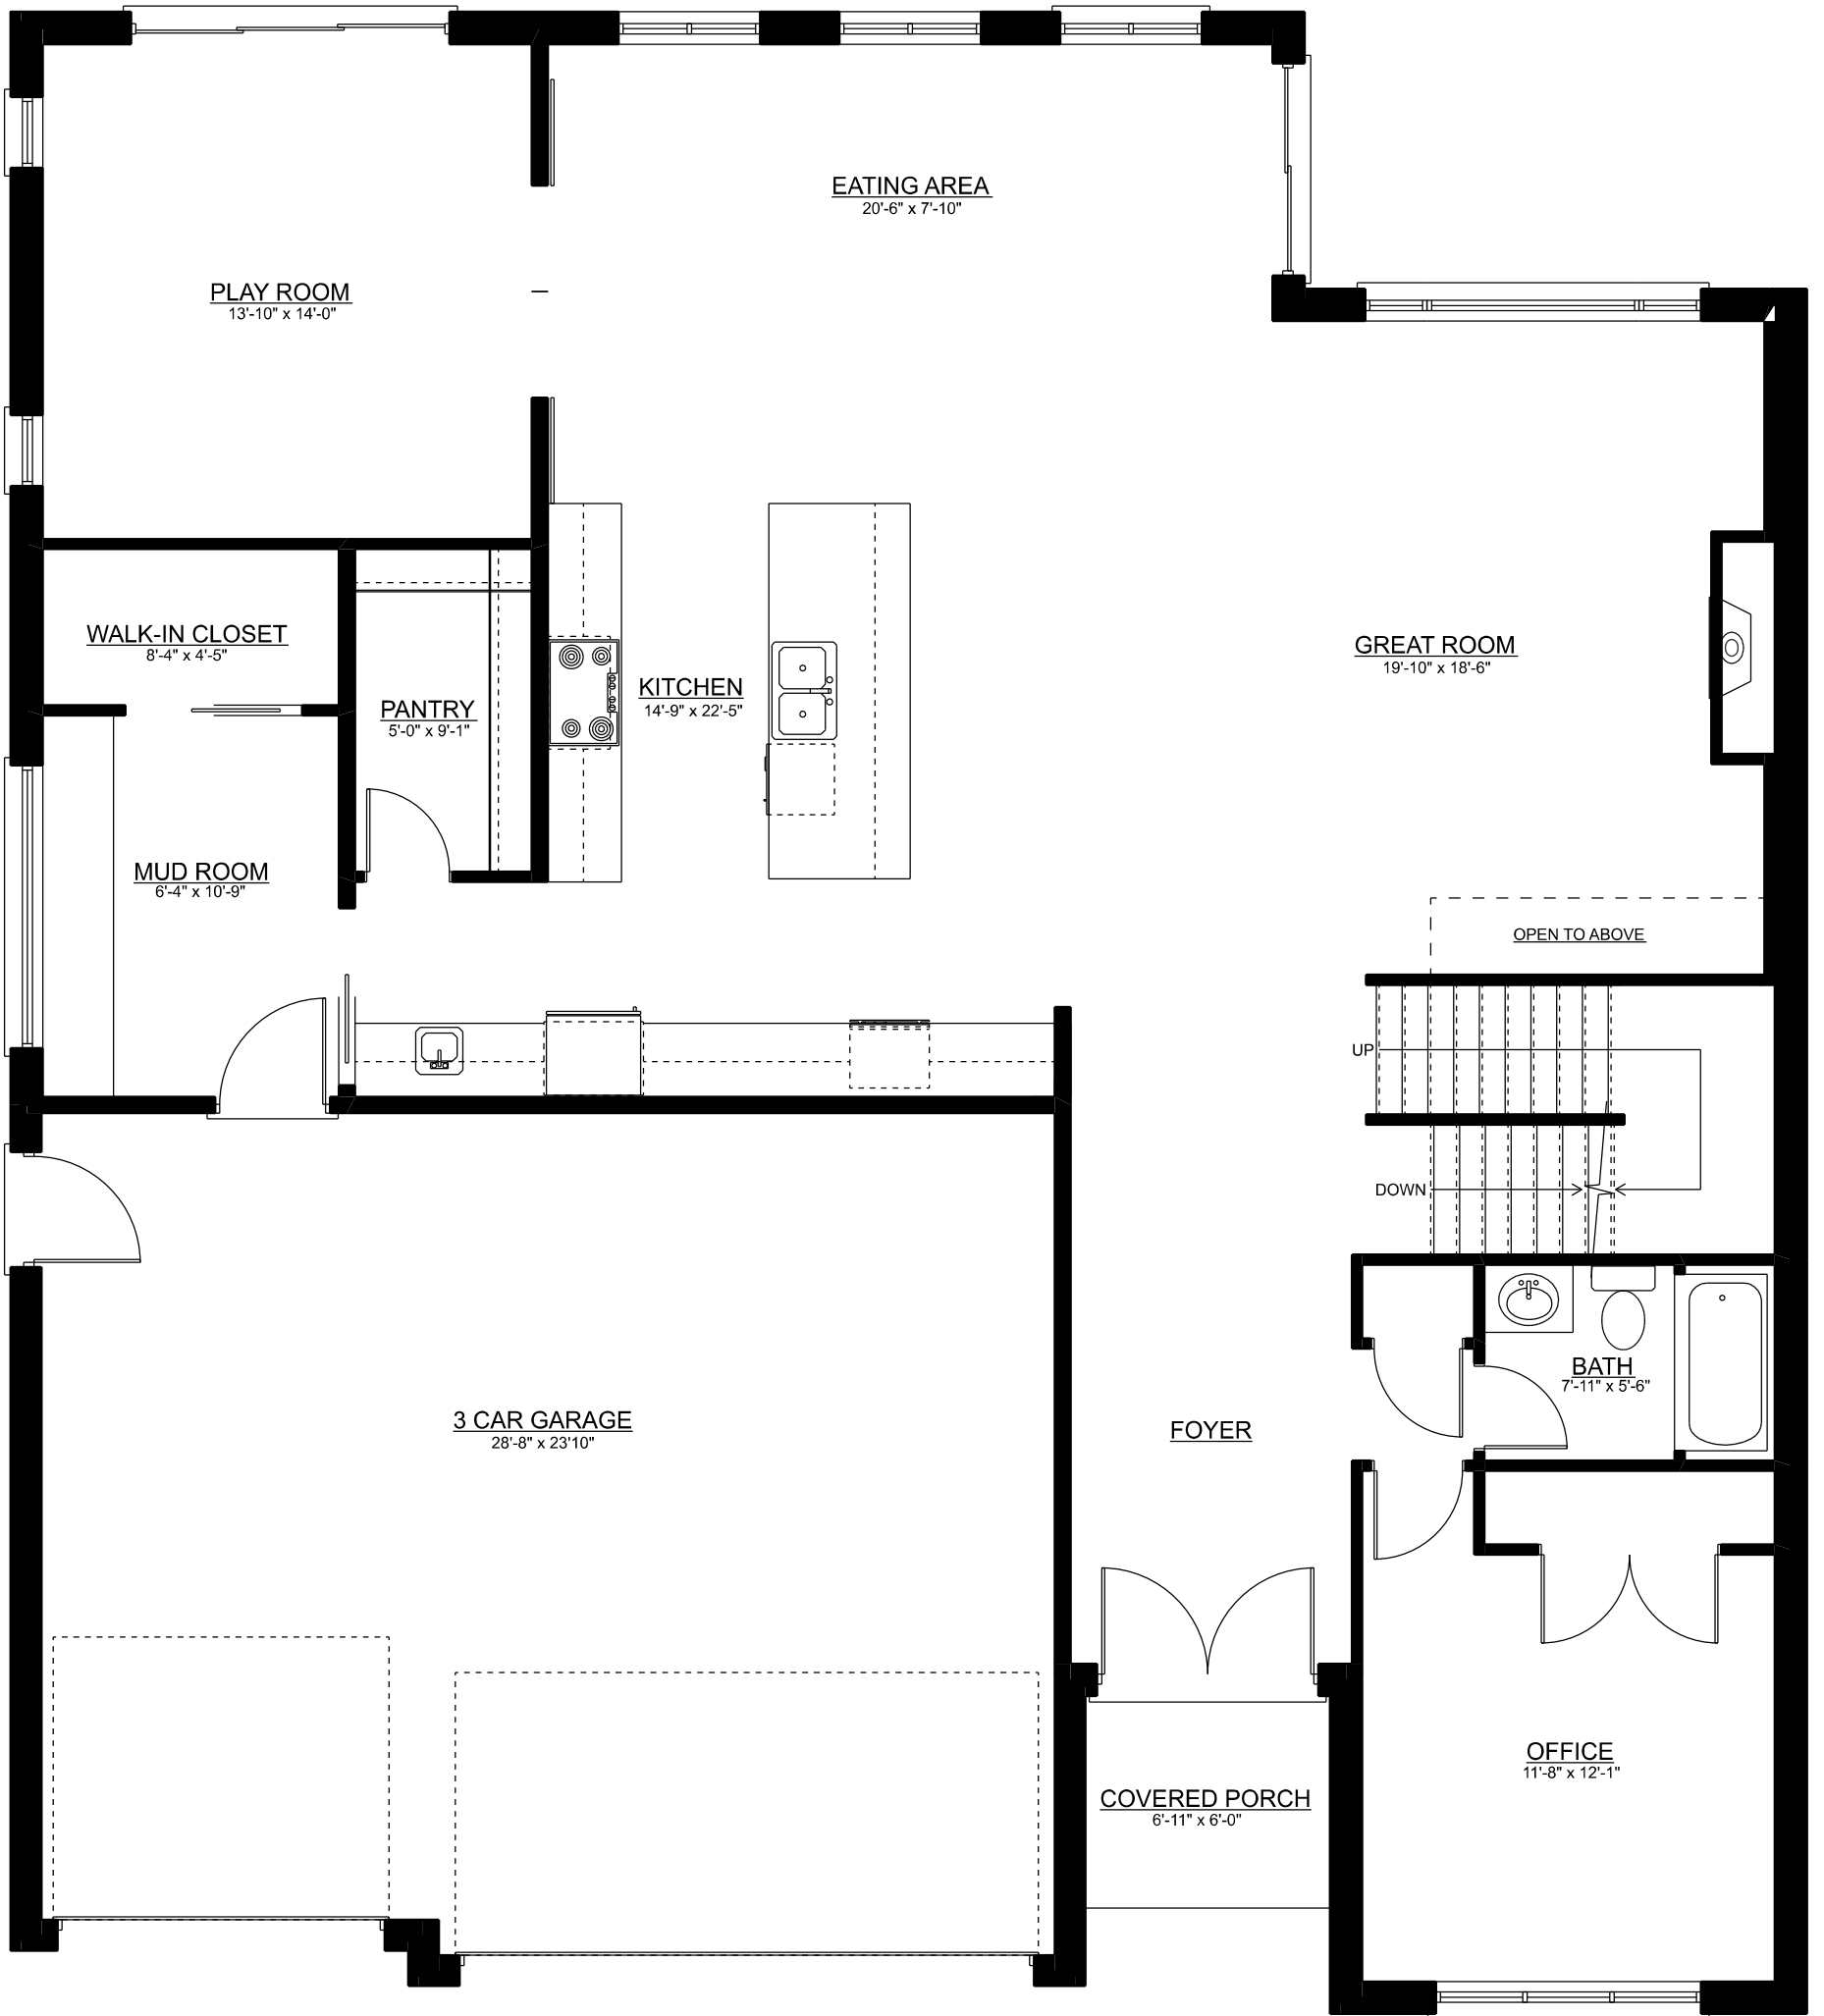 EATING AREA
20'-6" x 7'-10"
PLAY ROOM
13'-10" x 14'-0"
WALK-IN CLOSET
8'-4" x 4'-5"
GREAT ROOM
19'-10" x 18'-6"
KITCHEN
14'-9" x 22'-5"
PANTRY
5'-0" x 9'-1"
MUD ROOM
6'-4" x 10'-9"
OPEN TO ABOVE
UP
DOWN
BATH
7'-11" x 5'-6"
3 CAR GARAGE
28'-8" x 23'10"
FOYER
OFFICE
11'-8" x 12'-1"
COVERED PORCH
6'-11" x 6'-0"